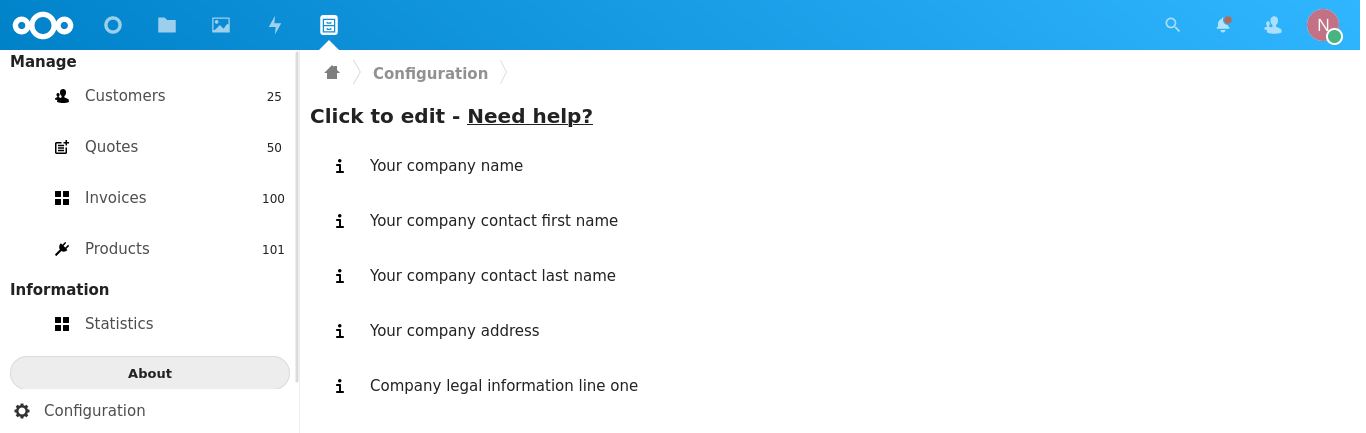 N
Manage
Customers 25
Quotes 50
Invoices 100
Products 101
Information
Statistics
About
Configuration
Configuration
Click to edit - Need help?
Your company name
Your company contact first name
Your company contact last name
Your company address
Company legal information line one